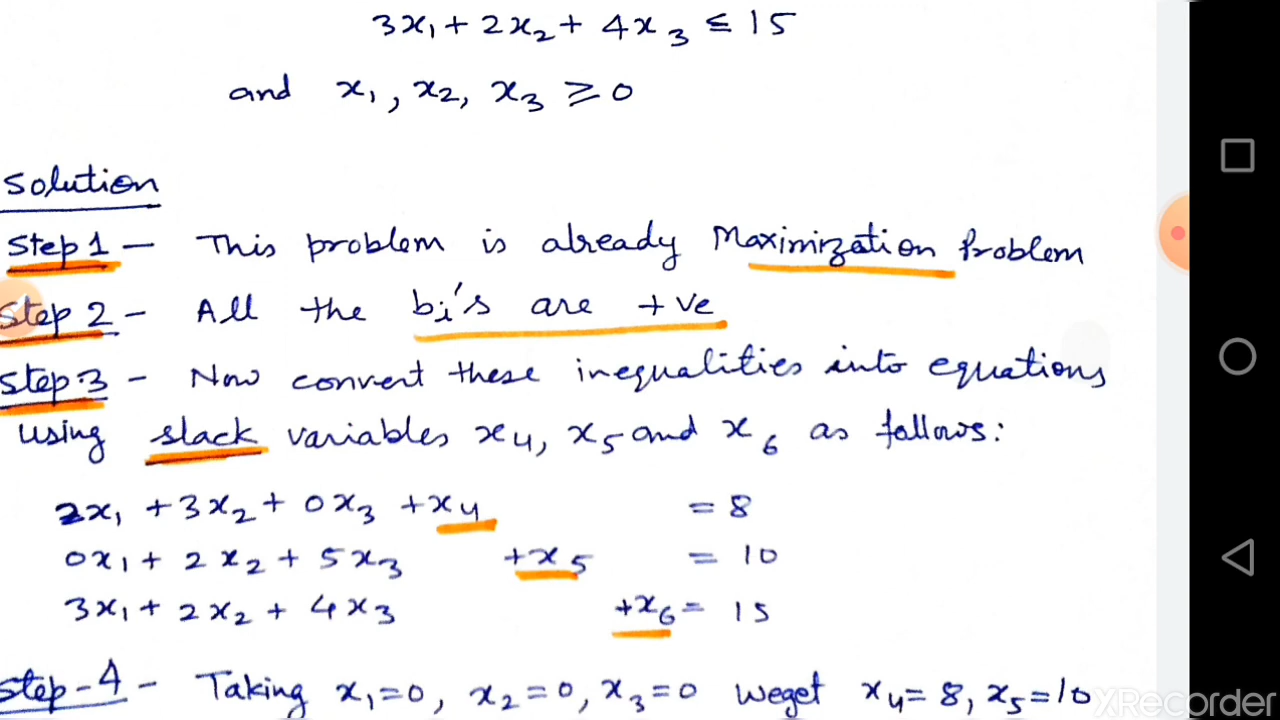 3x₁ + 2x₂ + 4x₃ ≤ 15
and x₁, x₂, x₃ ≥ 0
Solution
Step 1 – This problem is already Maximization Problem
Step 2 – All the bᵢ's are +ve
Step 3 – Now convert these inequalities into equations
using slack variables x₄, x₅ and x₆ as follows:
2x₁ + 3x₂ + 0x₃ + x₄ = 8
0x₁ + 2x₂ + 5x₃ + x₅ = 10
3x₁ + 2x₂ + 4x₃ + x₆ = 15
Step-4 – Taking x₁=0, x₂=0, x₃=0 we get x₄=8, x₅=10
XRecorder